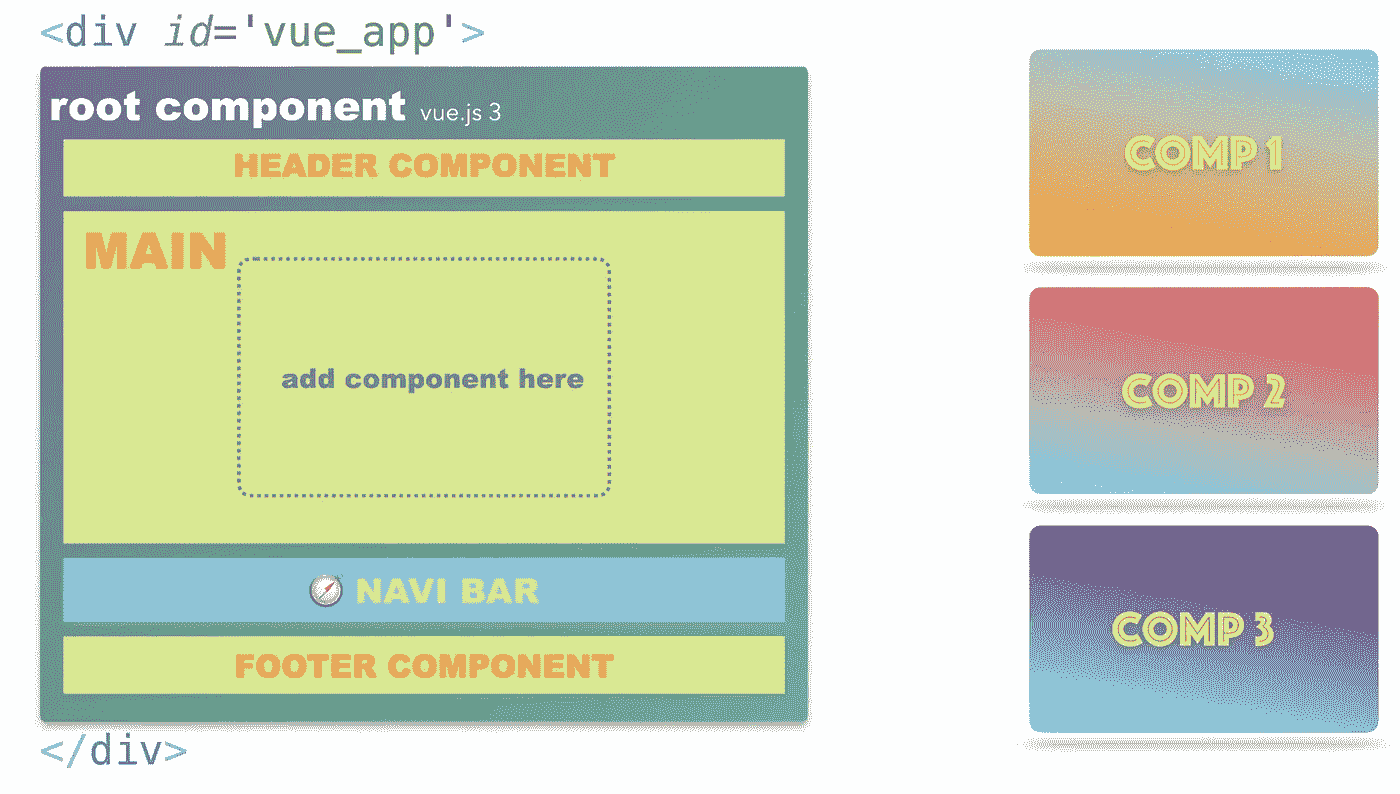 <div id='vue_app'>
root component vue.js 3
HEADER COMPONENT
MAIN
add component here
NAVI BAR
FOOTER COMPONENT
</div>
COMP 1
COMP 2
COMP 3